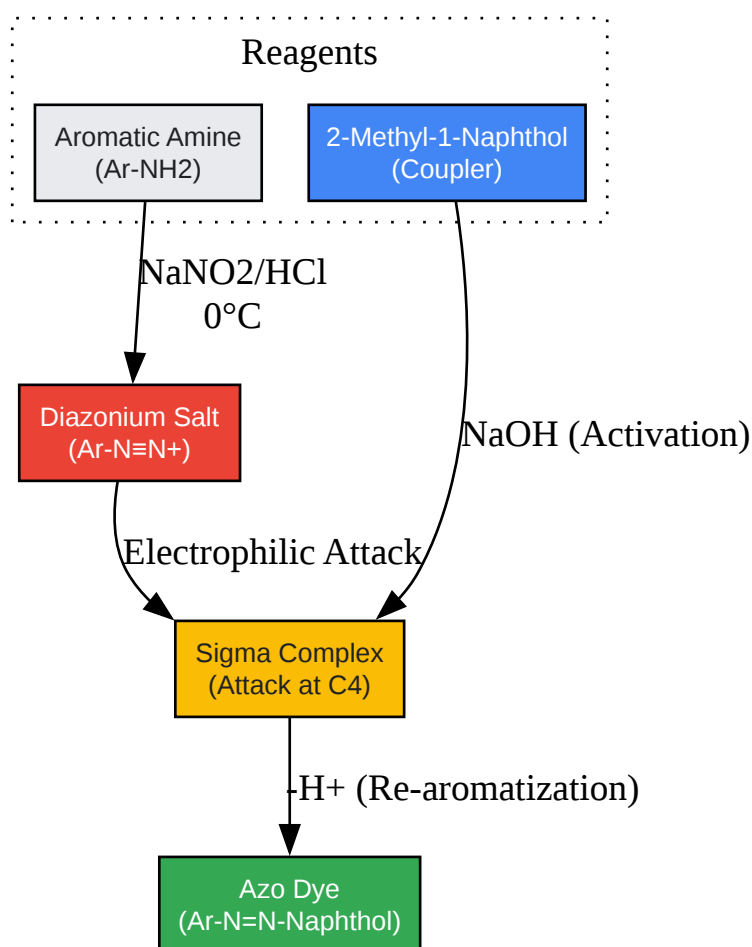 Reagents
Aromatic Amine
(Ar-NH2)
2-Methyl-1-Naphthol
(Coupler)
NaNO2/HCl
0°C
Diazonium Salt
(Ar-N≡N+)
NaOH (Activation)
Electrophilic Attack
Sigma Complex
(Attack at C4)
-H+ (Re-aromatization)
Azo Dye
(Ar-N=N-Naphthol)